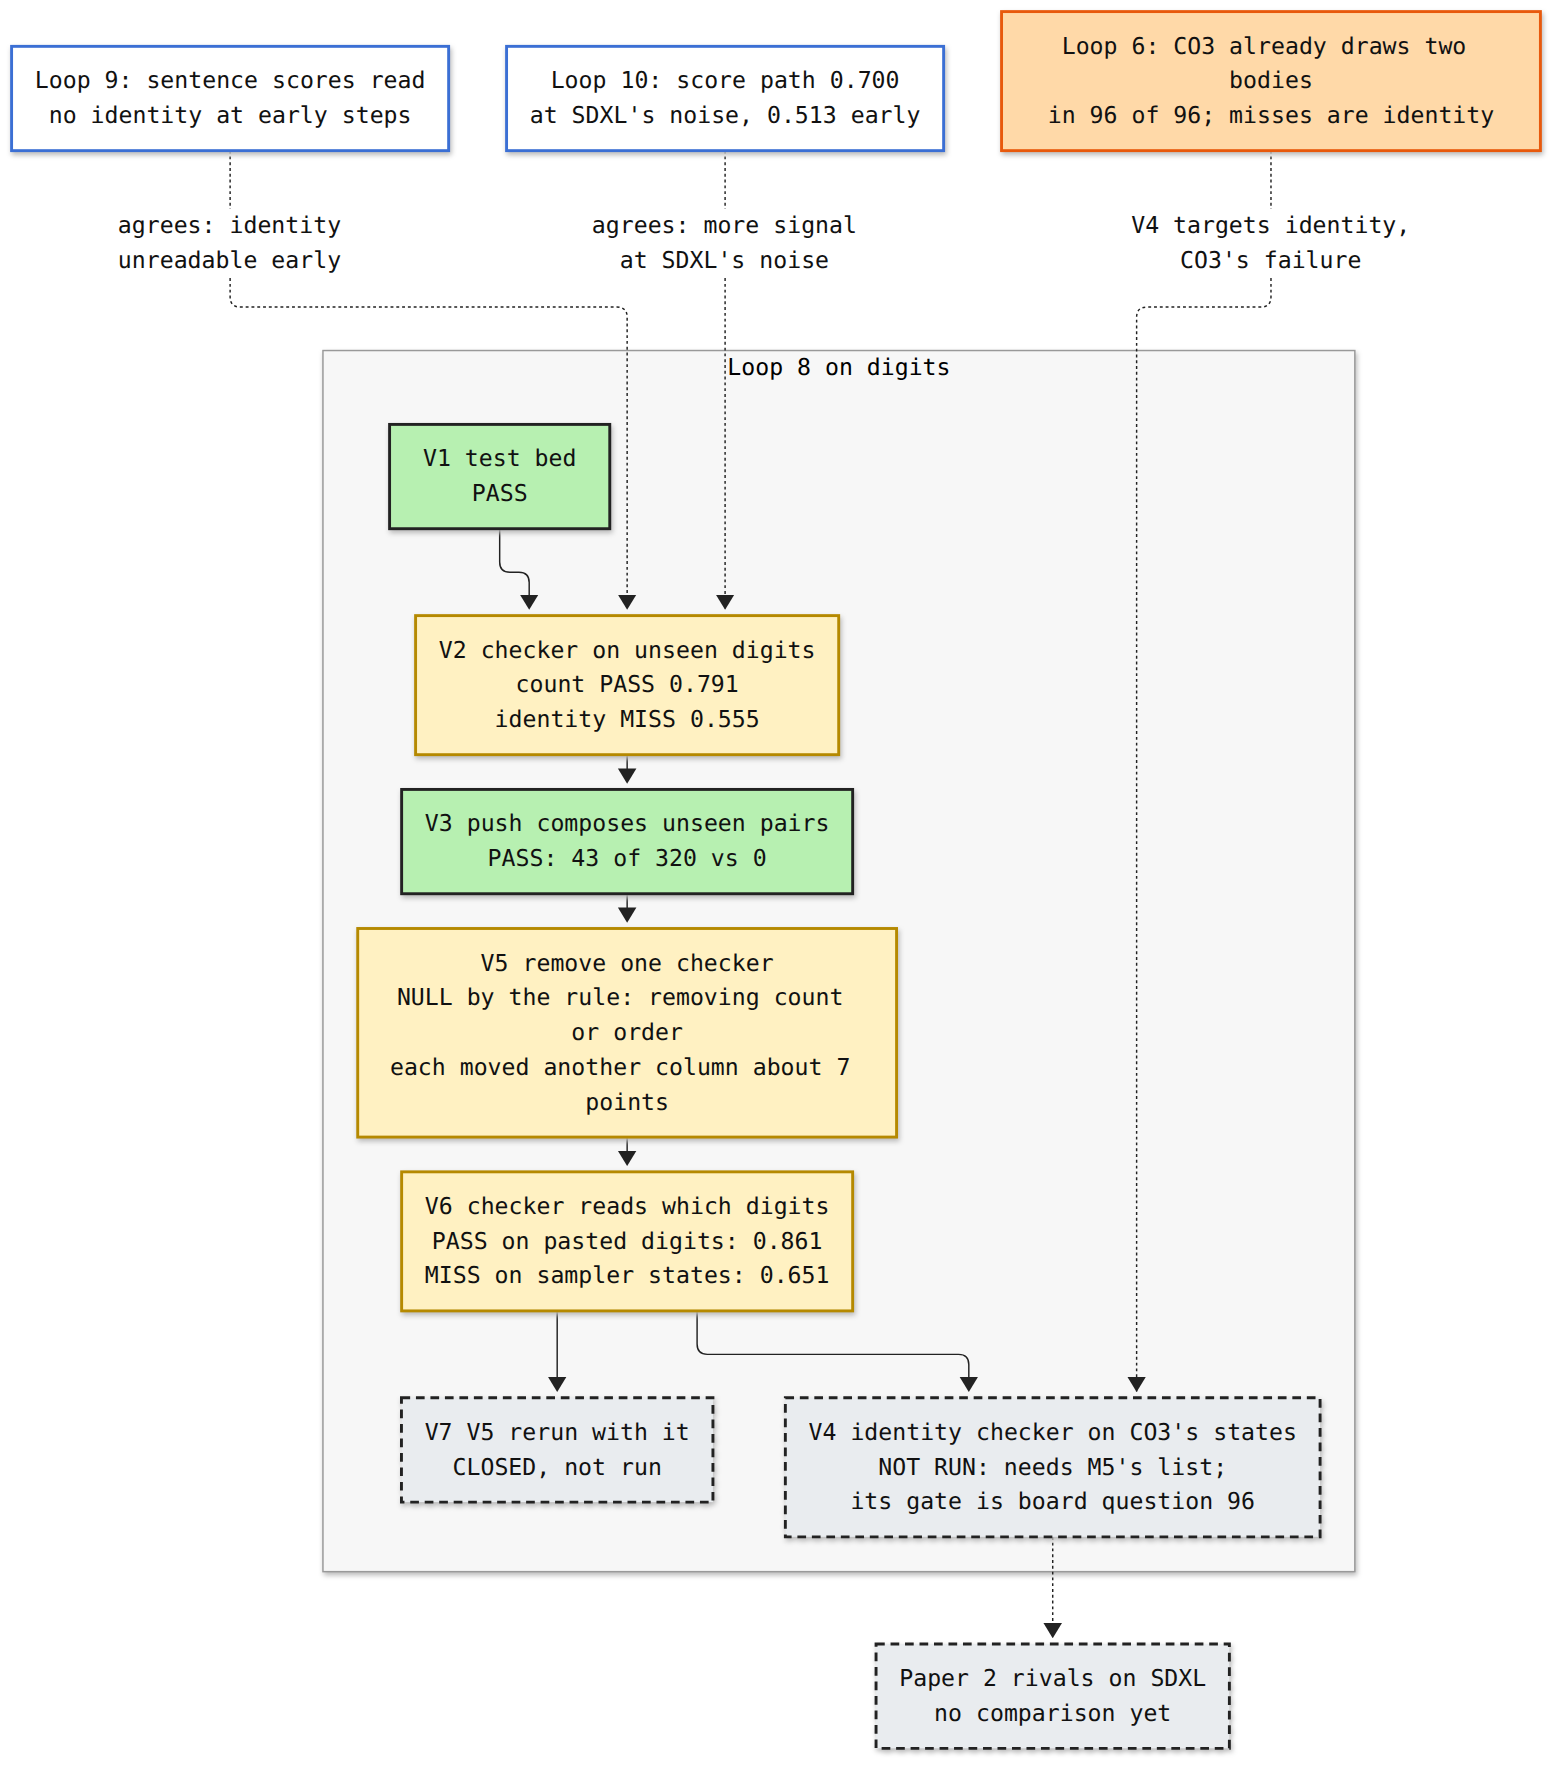 Loop 9: sentence scores read
no identity at early steps
Loop 10: score path 0.700
at SDXL's noise, 0.513 early
Loop 6: CO3 already draws two
bodies
in 96 of 96; misses are identity
agrees: identity
unreadable early
agrees: more signal
at SDXL's noise
V4 targets identity,
CO3's failure
Loop 8 on digits
V1 test bed
PASS
V2 checker on unseen digits
count PASS 0.791
identity MISS 0.555
V3 push composes unseen pairs
PASS: 43 of 320 vs 0
V5 remove one checker
NULL by the rule: removing count
or order
each moved another column about 7
points
V6 checker reads which digits
PASS on pasted digits: 0.861
MISS on sampler states: 0.651
V7 V5 rerun with it
CLOSED, not run
V4 identity checker on CO3's states
NOT RUN: needs M5's list;
its gate is board question 96
Paper 2 rivals on SDXL
no comparison yet